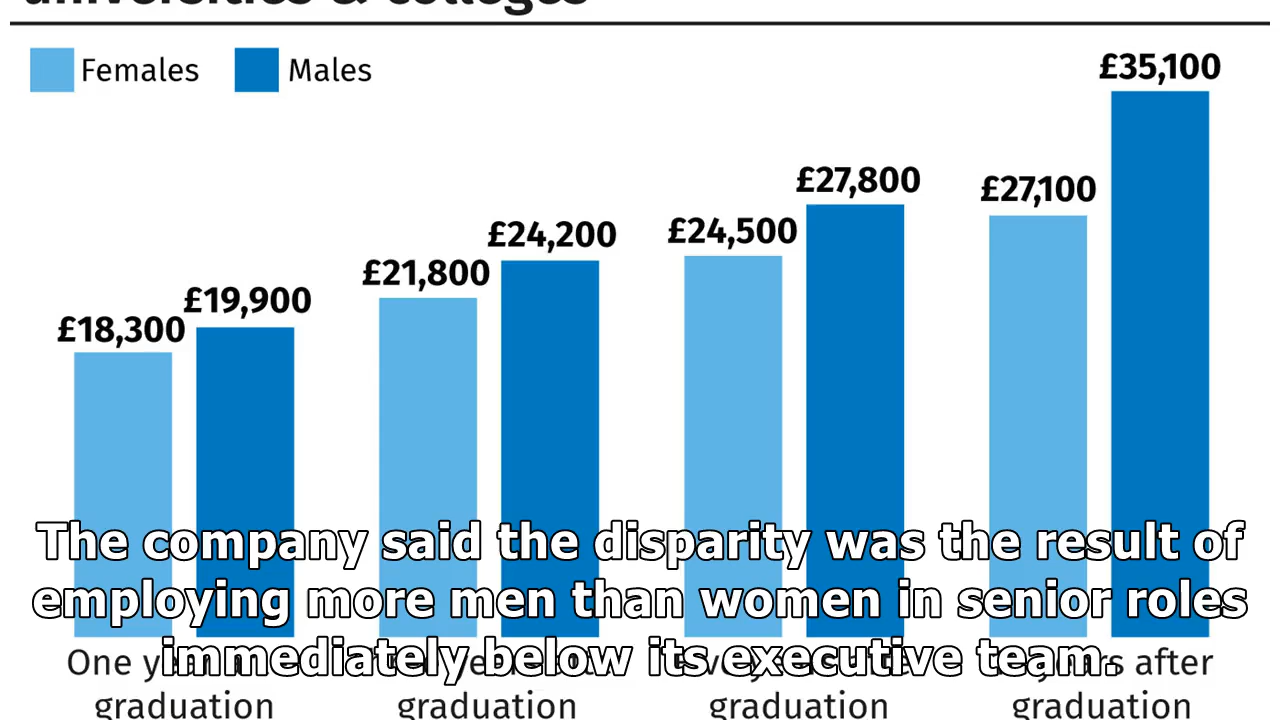 universities & colleges
Females
Males
£35,100
£27,800
£27,100
£24,200
£24,500
£21,800
£19,900
£18,300
The company said the disparity was the result of
employing more men than women in senior roles
immediately below its executive team.
One
after
graduation
graduation
graduation
graduation